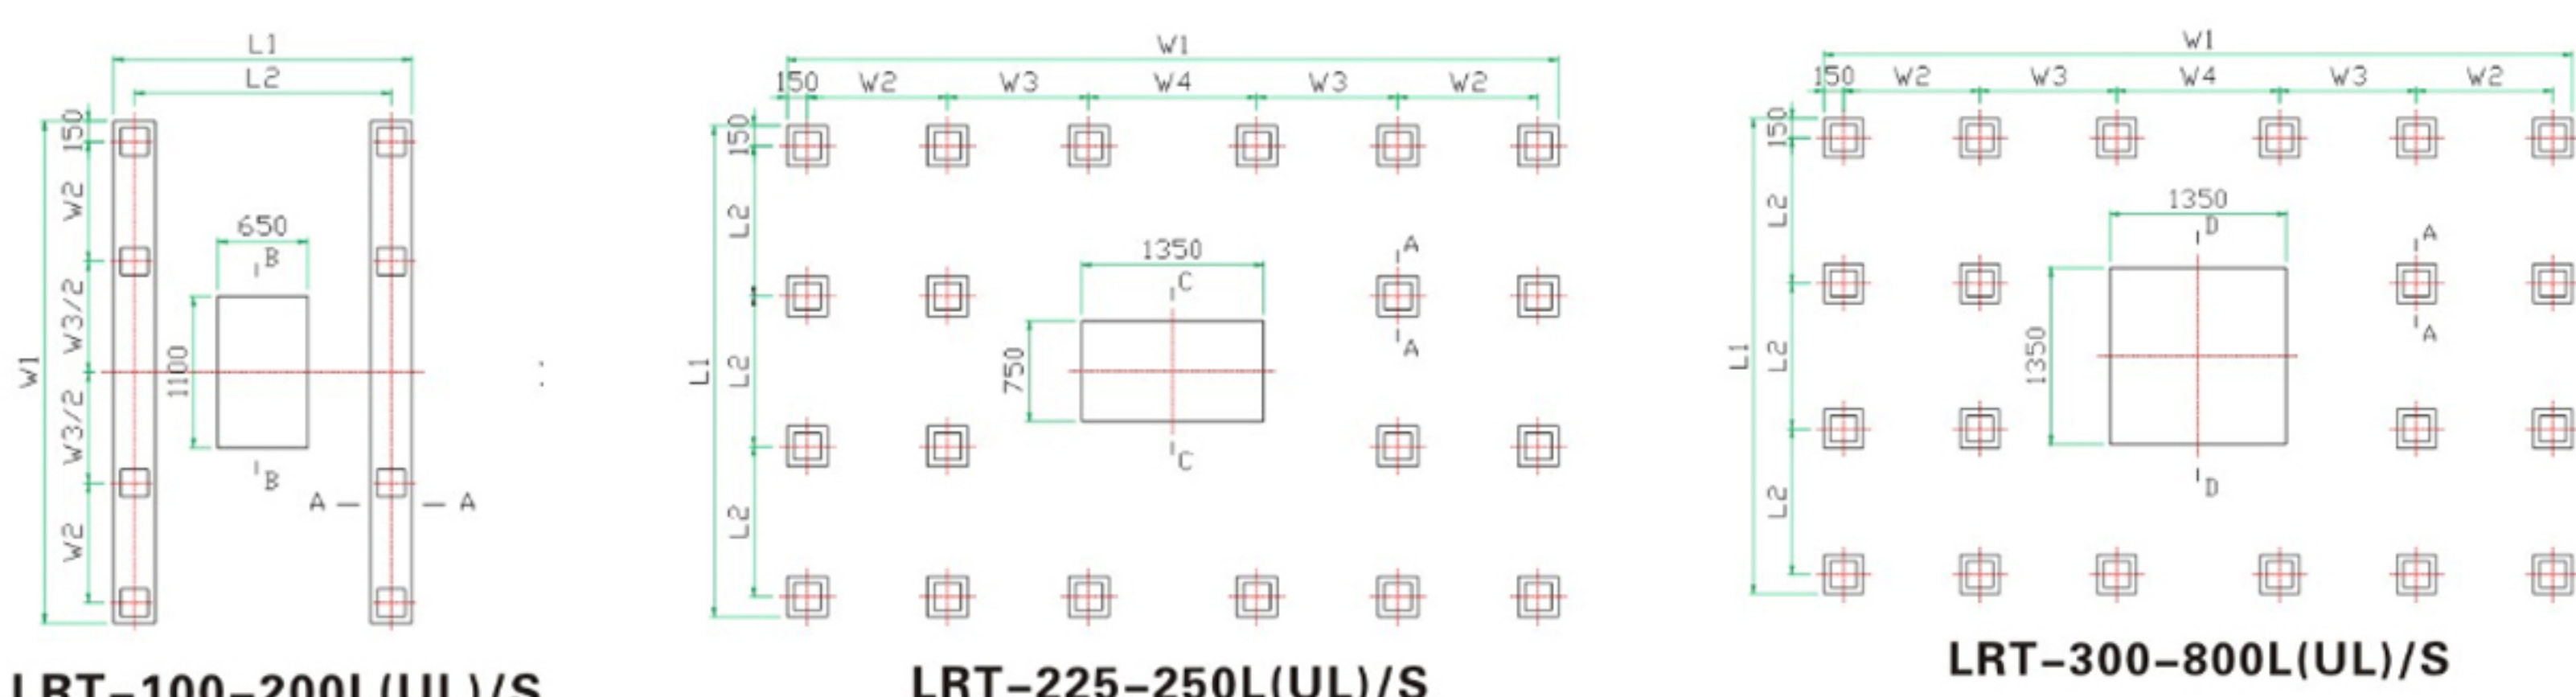 L1
L2
150
W2
W3/2
W1
W3/2
W2
650
B
1100
B
A — A
LRT-100-200L(UL)/S
W1
150 W2 W3 W4 W3 W2
150
L2
L1
L2
L2
1350
C
750
C
A
A
LRT-225-250L(UL)/S
W1
150 W2 W3 W4 W3 W2
150
L2
L1
L2
L2
1350
D
1350
D
A
A
LRT-300-800L(UL)/S